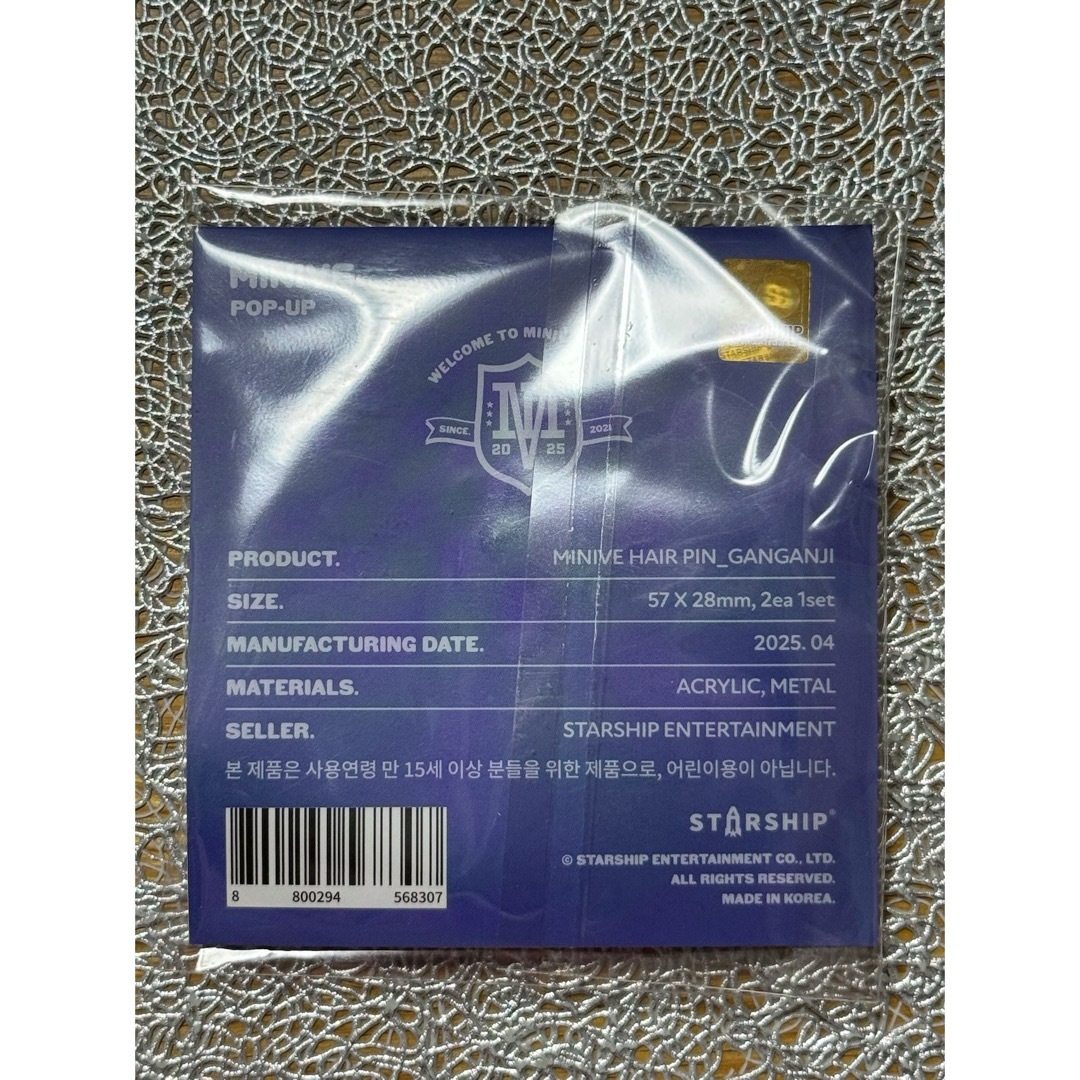 MINIVE
POP-UP
WELCOME TO
SINCE.
2021
20 25
PRODUCT. MINIVE HAIR PIN_GANGANJI
SIZE. 57 X 28mm, 2ea 1set
MANUFACTURING DATE. 2025. 04
MATERIALS. ACRYLIC, METAL
SELLER. STARSHIP ENTERTAINMENT
본 제품은 사용연령 만 15세 이상 분들을 위한 제품으로, 어린이용이 아닙니다.
STARSHIP®
© STARSHIP ENTERTAINMENT CO., LTD.
ALL RIGHTS RESERVED.
MADE IN KOREA.
8 800294 568307